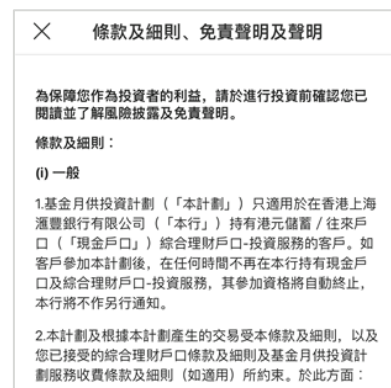 條款及細則、免責聲明及聲明
為保障您作為投資者的利益，請於進行投資前確認您已
閱讀並了解風險披露及免責聲明。
條款及細則：
(i) 一般
1.基金月供投資計劃（「本計劃」）只適用於在香港上海
滙豐銀行有限公司（「本行」）持有港元儲蓄 / 往來戶
口（「現金戶口」）綜合理財戶口-投資服務的客戶。如
客戶參加本計劃後，在任何時間不再在本行持有現金戶
口及綜合理財戶口-投資服務，其參加資格將自動終止，
本行將不作另行通知。
2.本計劃及根據本計劃產生的交易受本條款及細則，以及
您已接受的綜合理財戶口條款及細則及基金月供投資計
劃服務收費條款及細則（如適用）所約束。於此方面：